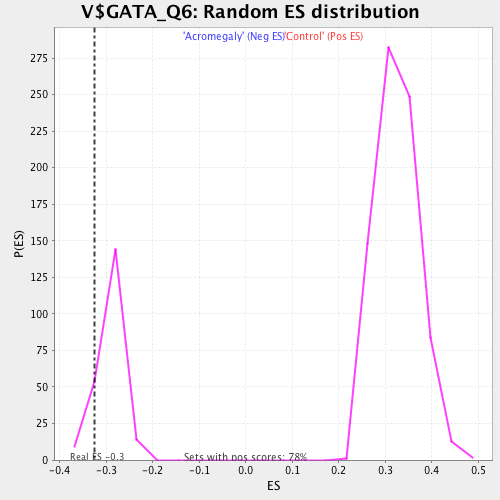 V$GATA_Q6: Random ES distribution
'Acromegaly' (Neg ES) 'Control' (Pos ES)
275
250
225
200
175
150
125
100
75
50
25
0
P(ES)
Real ES -0.3
Sets with pos scores: 78%
-0.4 -0.3 -0.2 -0.1 0.0 0.1 0.2 0.3 0.4 0.5
ES